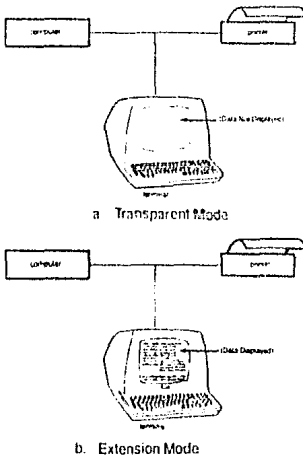 computer printer
(Data Not Displayed)
terminal
a. Transparent Mode
computer printer
(Data Displayed)
terminal
b. Extension Mode